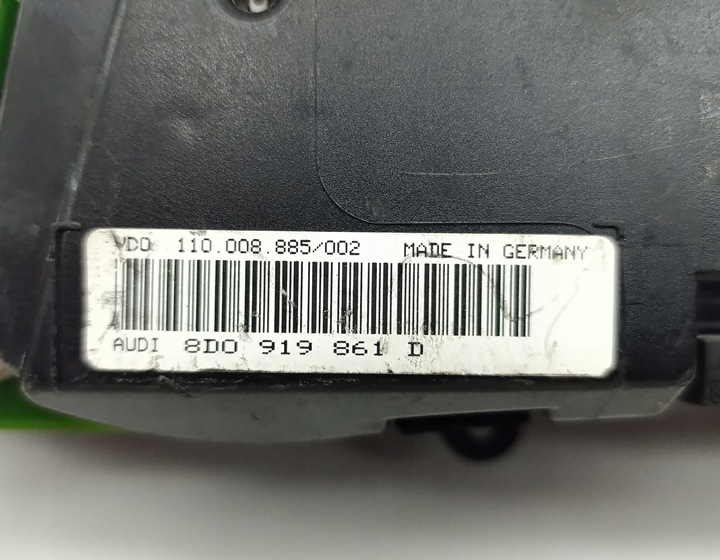 VDO 110.008.885/002 MADE IN GERMANY
AUDI 8D0 919 861 D